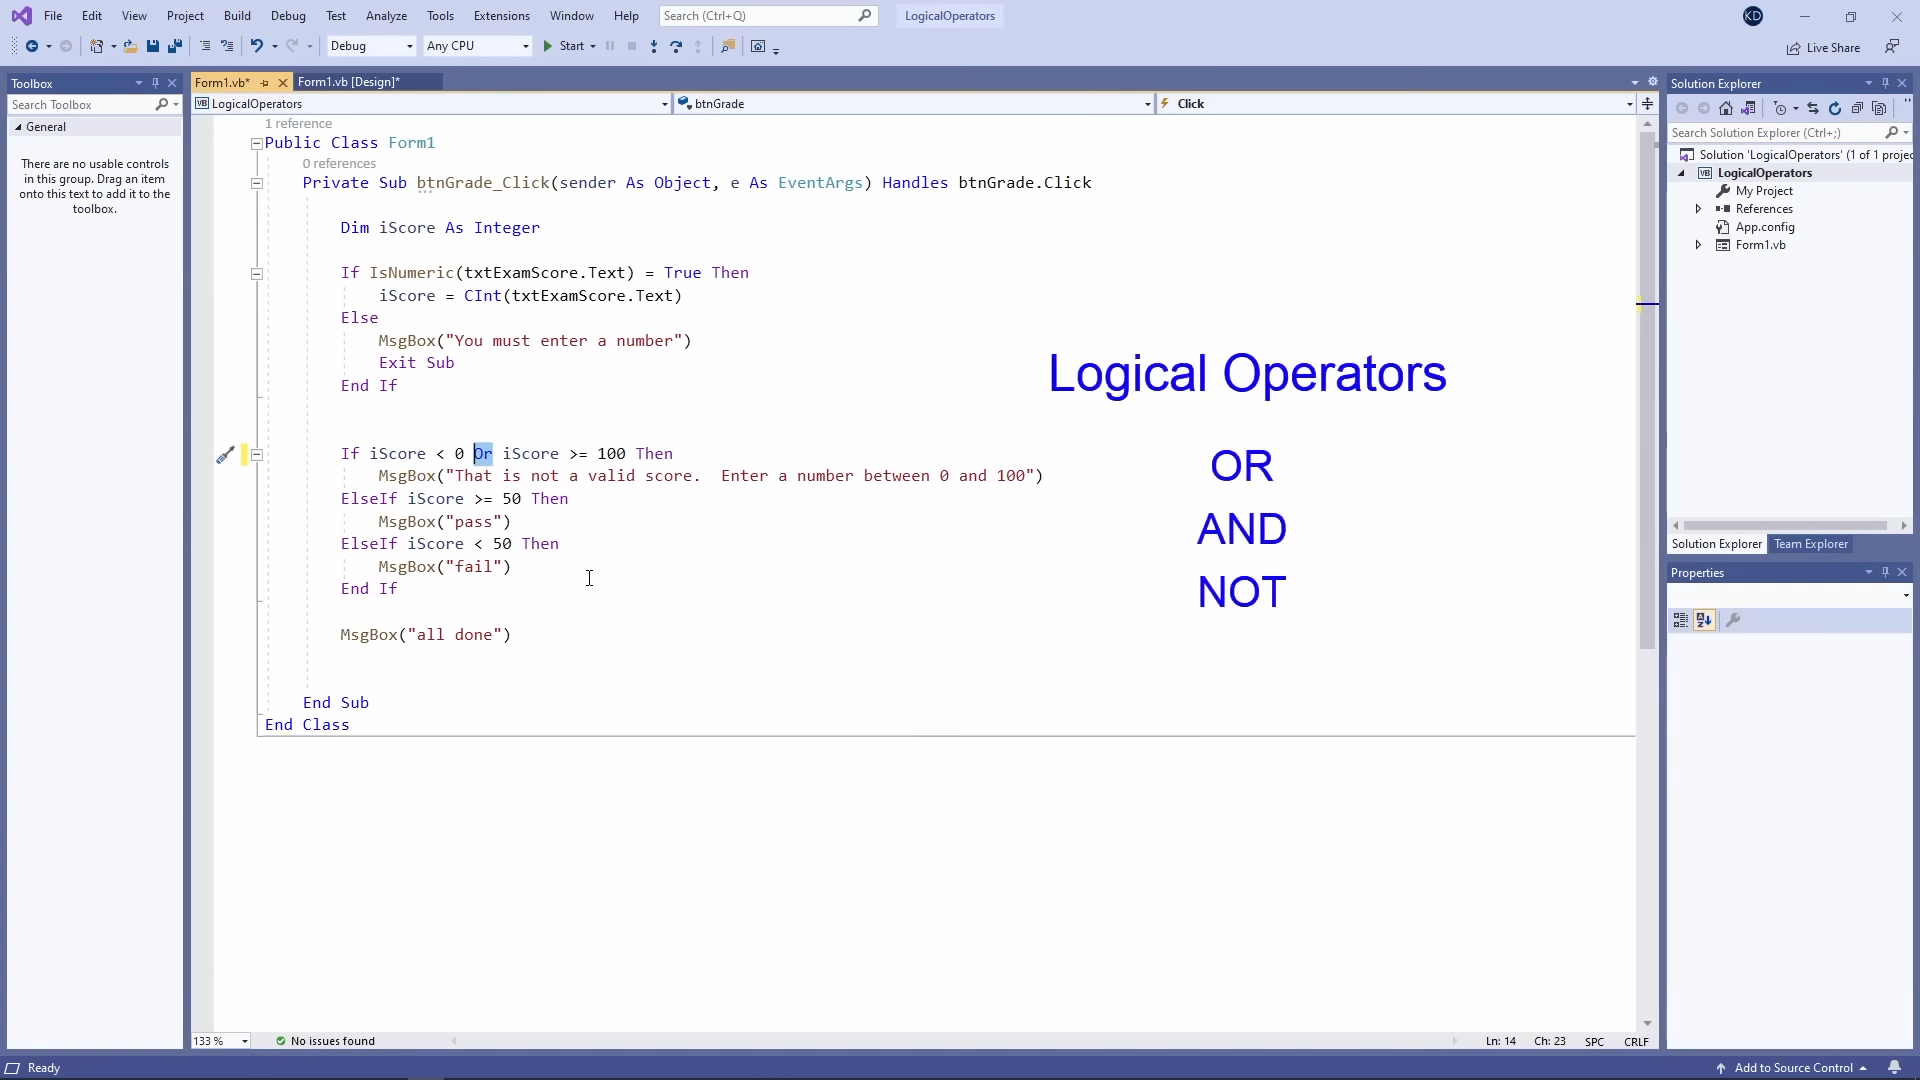 File Edit View Project Build Debug Test Analyze Tools Extensions Window Help Search (Ctrl+Q) LogicalOperators KD
Debug Any CPU Start Live Share
Toolbox
Search Toolbox
General
There are no usable controls
in this group. Drag an item
onto this text to add it to the
toolbox.
Form1.vb* Form1.vb [Design]*
VB LogicalOperators btnGrade Click
1 reference
Public Class Form1
0 references
Private Sub btnGrade_Click(sender As Object, e As EventArgs) Handles btnGrade.Click
Dim iScore As Integer
If IsNumeric(txtExamScore.Text) = True Then
iScore = CInt(txtExamScore.Text)
Else
MsgBox("You must enter a number")
Exit Sub
End If
If iScore < 0 Or iScore >= 100 Then
MsgBox("That is not a valid score.  Enter a number between 0 and 100")
ElseIf iScore >= 50 Then
MsgBox("pass")
ElseIf iScore < 50 Then
MsgBox("fail")
End If
MsgBox("all done")
End Sub
End Class
Logical Operators
OR
AND
NOT
133 % No issues found Ln: 14 Ch: 23 SPC CRLF
Solution Explorer
Search Solution Explorer (Ctrl+;)
Solution 'LogicalOperators' (1 of 1 projec
VB LogicalOperators
My Project
References
App.config
Form1.vb
Solution Explorer Team Explorer
Properties
Ready Add to Source Control